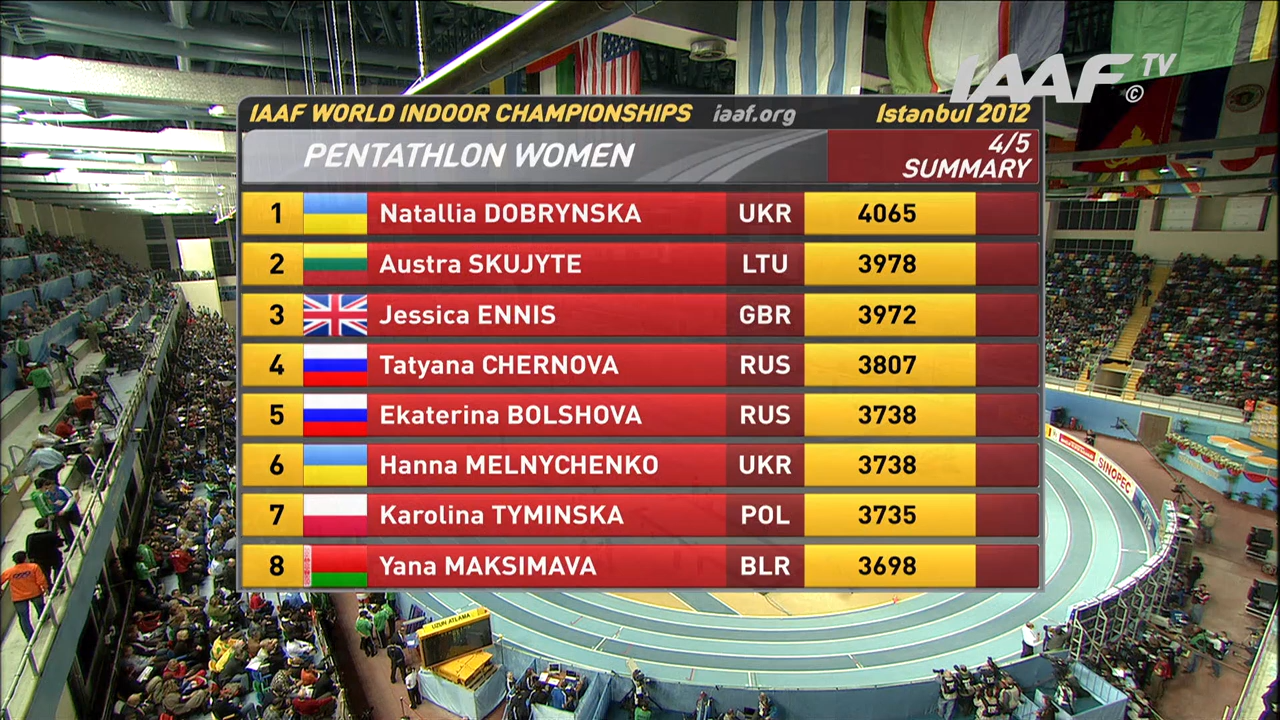 IAAF TV
©
IAAF WORLD INDOOR CHAMPIONSHIPS iaaf.org Istanbul 2012
PENTATHLON WOMEN 4/5 SUMMARY
1 Natallia DOBRYNSKA UKR 4065
2 Austra SKUJYTE LTU 3978
3 Jessica ENNIS GBR 3972
4 Tatyana CHERNOVA RUS 3807
5 Ekaterina BOLSHOVA RUS 3738
6 Hanna MELNYCHENKO UKR 3738
7 Karolina TYMINSKA POL 3735
8 Yana MAKSIMAVA BLR 3698
SINOPEC
UZUN ATLAMA